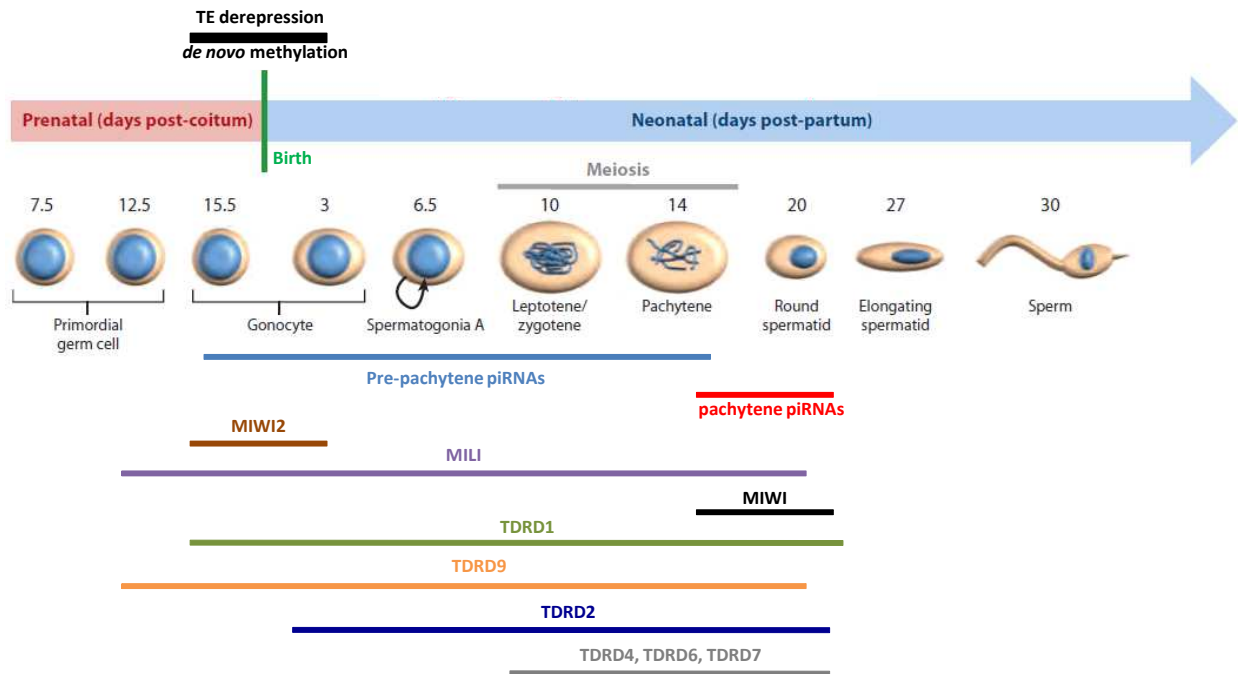 TE derepression
de novo methylation
Prenatal (days post-coitum)
Neonatal (days post-partum)
Birth
Meiosis
7.5
12.5
15.5
3
6.5
10
14
20
27
30
Primordial
germ cell
Gonocyte
Spermatogonia A
Leptotene/
zygotene
Pachytene
Round
spermatid
Elongating
spermatid
Sperm
Pre-pachytene piRNAs
pachytene piRNAs
MIWI2
MILI
MIWI
TDRD1
TDRD9
TDRD2
TDRD4, TDRD6, TDRD7